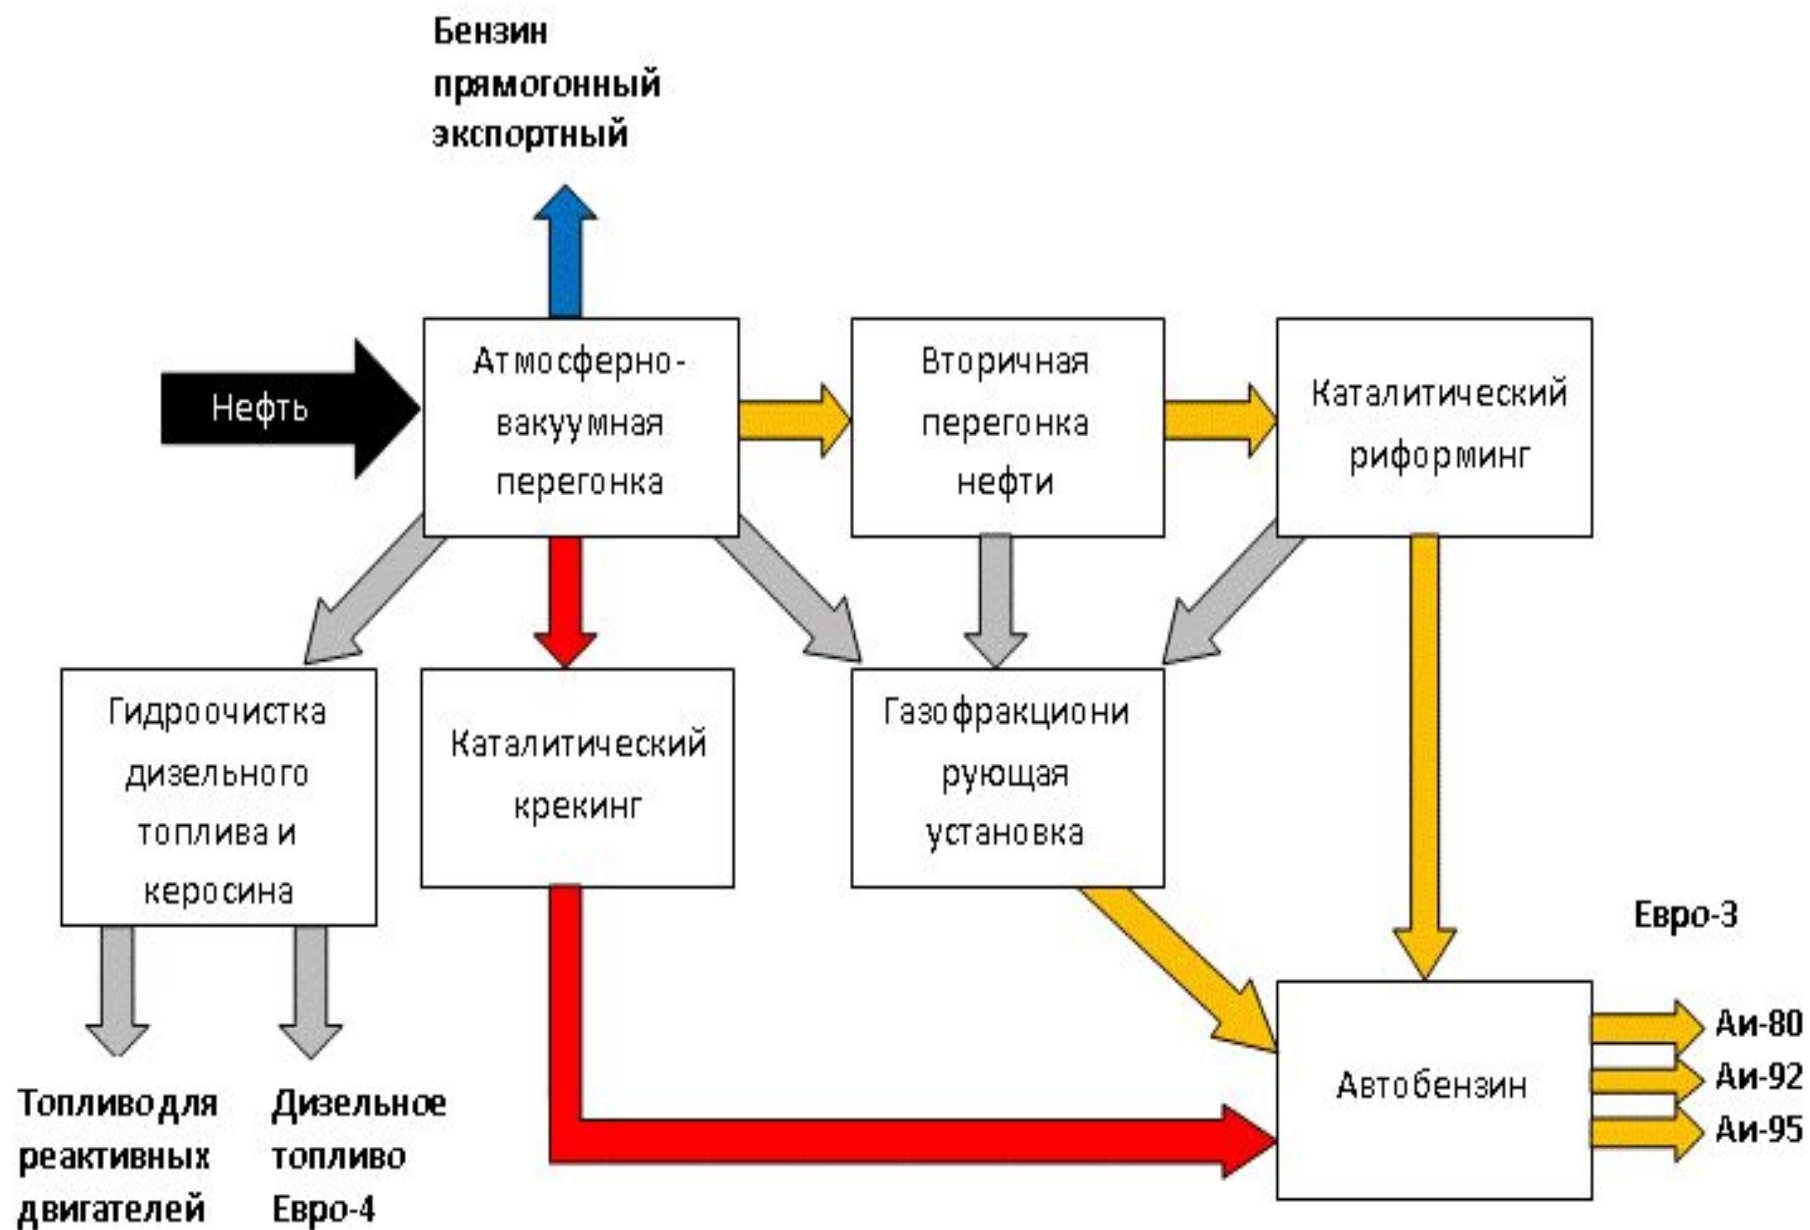 Бензин
прямогонный
экспортный
Нефть
Атмосферно-
вакуумная
перегонка
Вторичная
перегонка
нефти
Каталитический
риформинг
Гидроочистка
дизельного
топлива и
керосина
Каталитический
крекинг
Газофракциони
рующая
установка
Автобензин
Евро-3
Аи-80
Аи-92
Аи-95
Топливо для
реактивных
двигателей
Дизельное
топливо
Евро-4